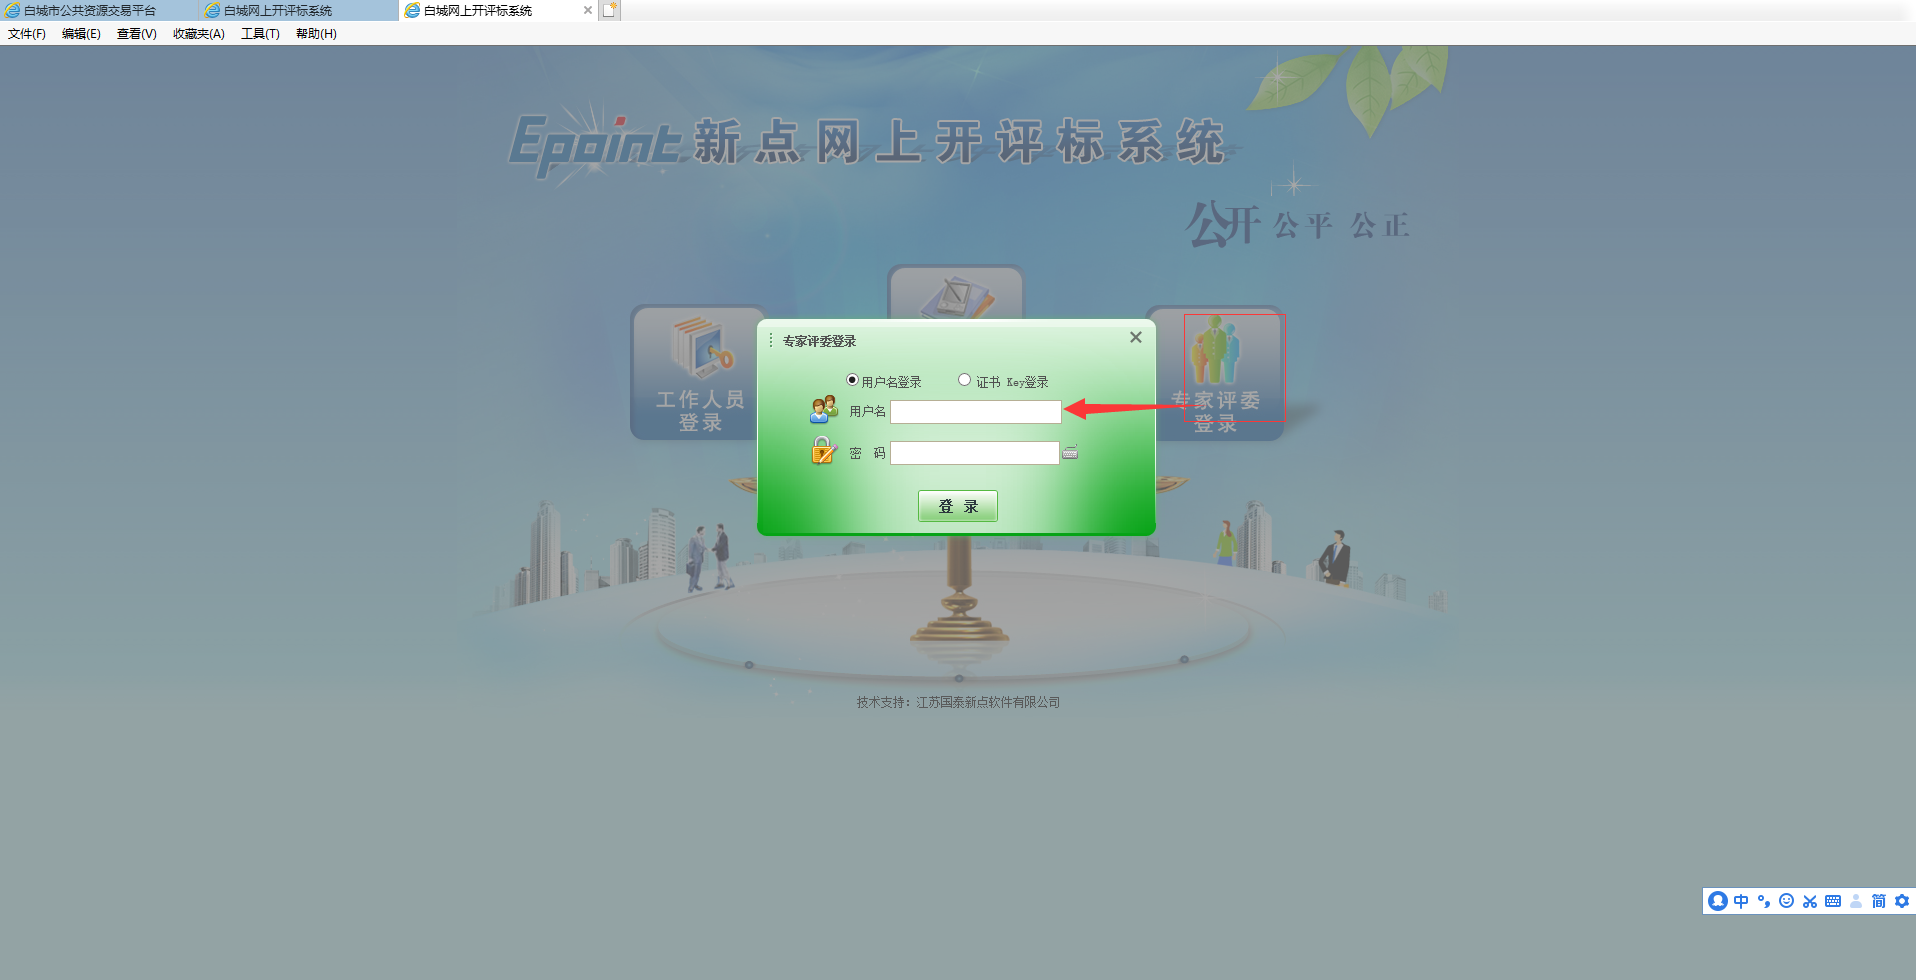 白城市公共资源交易平台 白城网上开评标系统 白城网上开评标系统
文件(F) 编辑(E) 查看(V) 收藏夹(A) 工具(T) 帮助(H)
Epoint 新点网上开评标系统
公开 公平 公正
专家评委登录
用户名登录 证书 Key登录
用户名
密 码
登 录
工作人员
登录
专家评委
登录
技术支持：江苏国泰新点软件有限公司
中 简